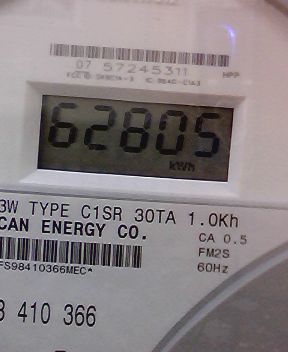 07 57245311 HPP
62805
kWh
3W TYPE C1SR 30TA 1.0Kh
CAN ENERGY CO.
CA 0.5
FM2S
FS98410366MEC*
60Hz
410 366